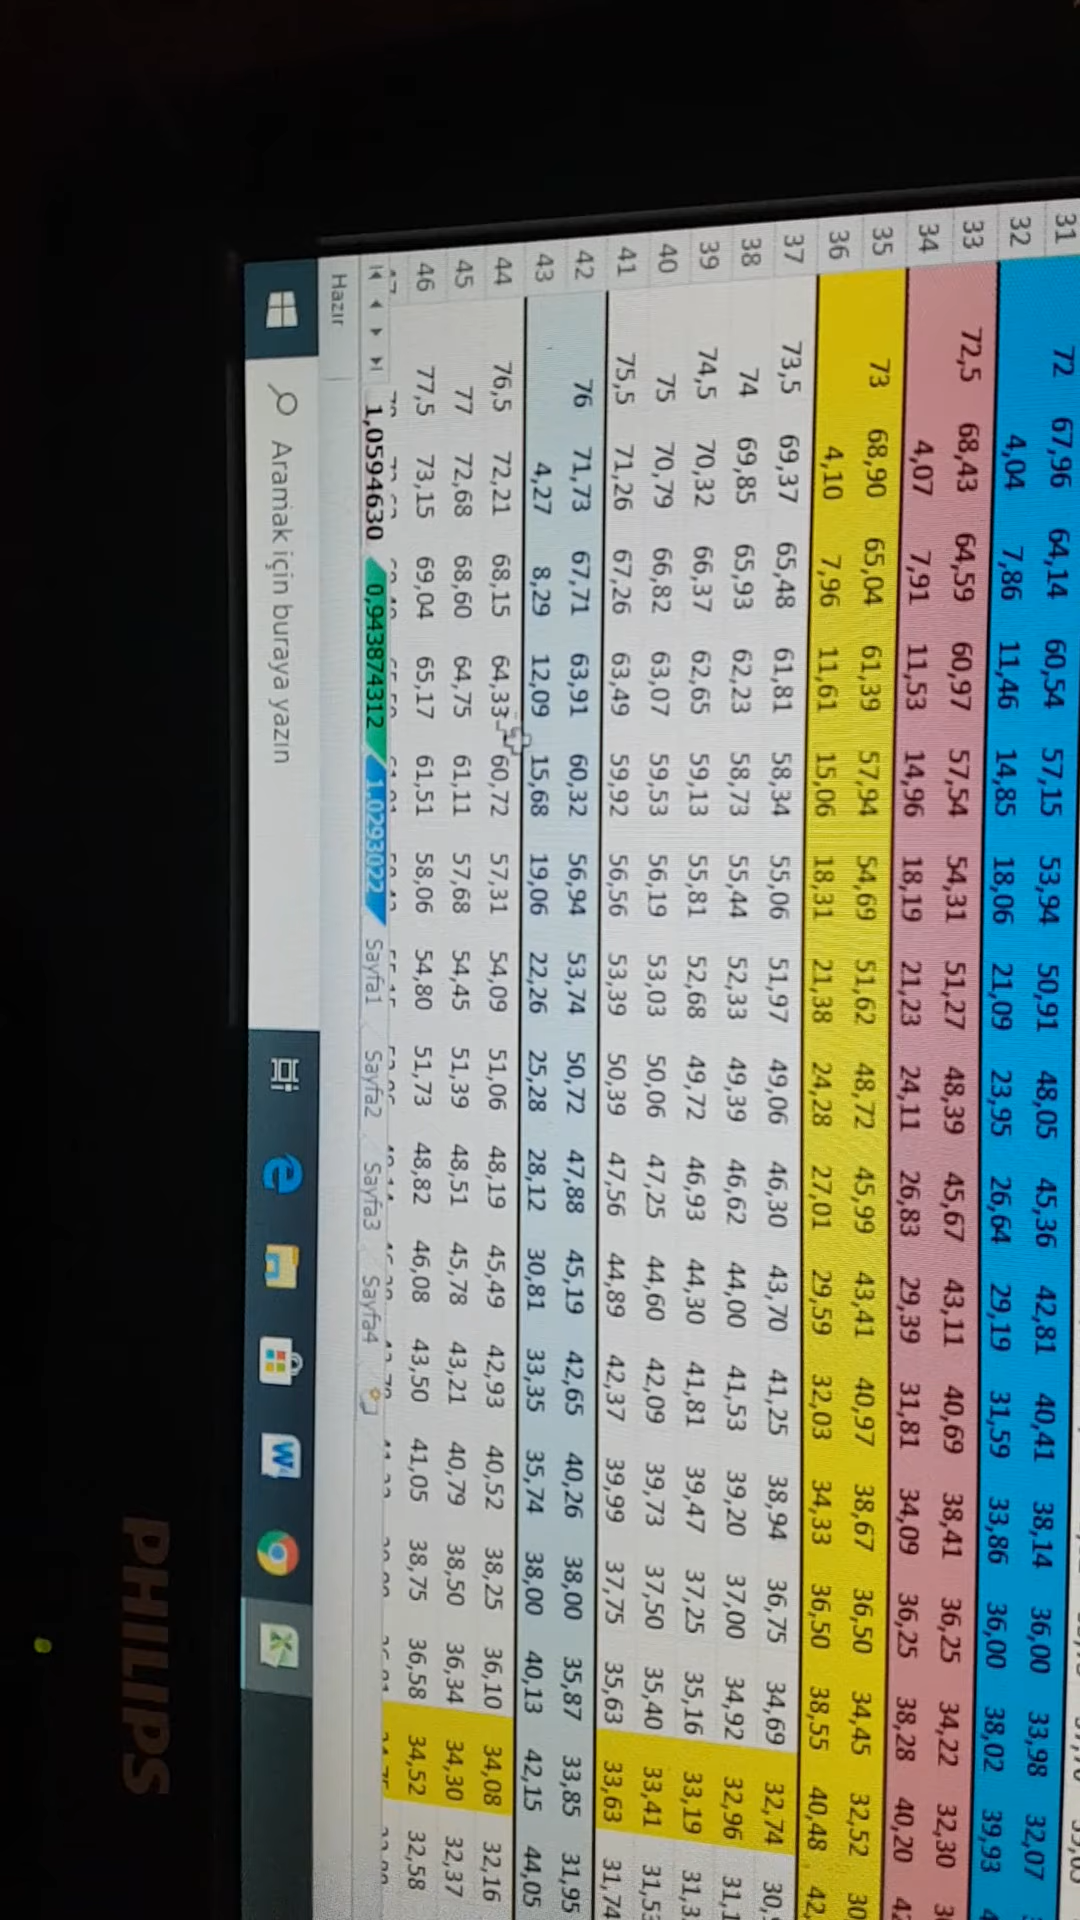 31 72 67,96 64,14 60,54 57,15 53,94 50,91 48,05 45,36 42,81 40,41 38,14 36,00 33,98 32,07
32 4,04 7,86 11,46 14,85 18,06 21,09 23,95 26,64 29,19 31,59 33,86 36,00 38,02 39,93
33 72,5 68,43 64,59 60,97 57,54 54,31 51,27 48,39 45,67 43,11 40,69 38,41 36,25 34,22 32,30
34 4,07 7,91 11,53 14,96 18,19 21,23 24,11 26,83 29,39 31,81 34,09 36,25 38,28 40,20
35 73 68,90 65,04 61,39 57,94 54,69 51,62 48,72 45,99 43,41 40,97 38,67 36,50 34,45 32,52
36 4,10 7,96 11,61 15,06 18,31 21,38 24,28 27,01 29,59 32,03 34,33 36,50 38,55 40,48
37 73,5 69,37 65,48 61,81 58,34 55,06 51,97 49,06 46,30 43,70 41,25 38,94 36,75 34,69 32,74
38 74 69,85 65,93 62,23 58,73 55,44 52,33 49,39 46,62 44,00 41,53 39,20 37,00 34,92 32,96
39 74,5 70,32 66,37 62,65 59,13 55,81 52,68 49,72 46,93 44,30 41,81 39,47 37,25 35,16 33,19
40 75 70,79 66,82 63,07 59,53 56,19 53,03 50,06 47,25 44,60 42,09 39,73 37,50 35,40 33,41
41 75,5 71,26 67,26 63,49 59,92 56,56 53,39 50,39 47,56 44,89 42,37 39,99 37,75 35,63 33,63 31,74
42 76 71,73 67,71 63,91 60,32 56,94 53,74 50,72 47,88 45,19 42,65 40,26 38,00 35,87 33,85 31,95
43 4,27 8,29 12,09 15,68 19,06 22,26 25,28 28,12 30,81 33,35 35,74 38,00 40,13 42,15 44,05
44 76,5 72,21 68,15 64,33 60,72 57,31 54,09 51,06 48,19 45,49 42,93 40,52 38,25 36,10 34,08 32,16
45 77 72,68 68,60 64,75 61,11 57,68 54,45 51,39 48,51 45,78 43,21 40,79 38,50 36,34 34,30 32,37
46 77,5 73,15 69,04 65,17 61,51 58,06 54,80 51,73 48,82 46,08 43,50 41,05 38,75 36,58 34,52 32,58
1,0594630 0,943874312 1,0293022 Sayfa1 Sayfa2 Sayfa3 Sayfa4
Hazır
Aramak için buraya yazın
PHILIPS